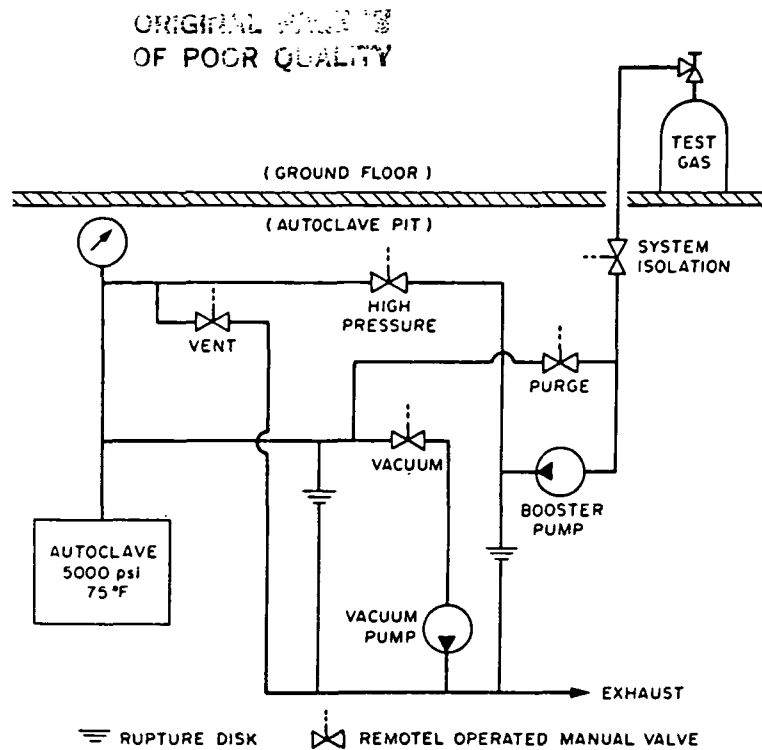 ORIGINAL
OF POOR QUALITY
TEST
GAS
( GROUND FLOOR )
(AUTOCLAVE PIT )
SYSTEM
ISOLATION
HIGH
PRESSURE
VENT
PURGE
VACUUM
BOOSTER
PUMP
AUTOCLAVE
5000 psi
75°F
VACUUM
PUMP
EXHAUST
RUPTURE DISK
REMOTEL OPERATED MANUAL VALVE